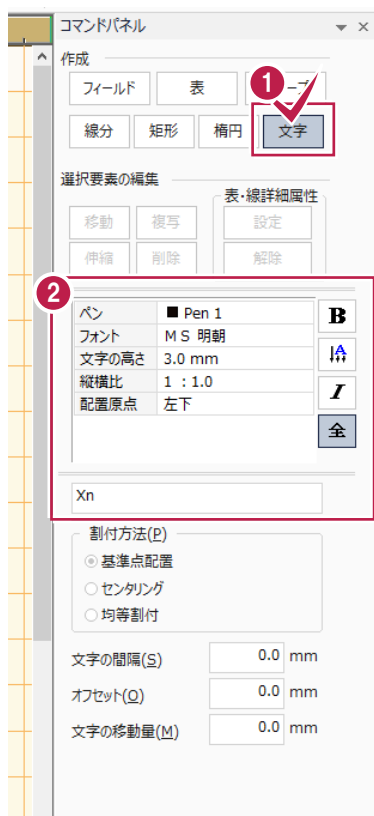 コマンドパネル
作成
フィールド 表
1
線分 矩形 楕円 文字
選択要素の編集
表・線詳細属性
移動 複写 設定
伸縮 削除 解除
2
ペン Pen 1 B
フォント ＭＳ 明朝
文字の高さ 3.0 mm A
縦横比 1 : 1.0 I
配置原点 左下
全
Xn
割付方法(P)
基準点配置
センタリング
均等割付
文字の間隔(S) 0.0 mm
オフセット(O) 0.0 mm
文字の移動量(M) 0.0 mm